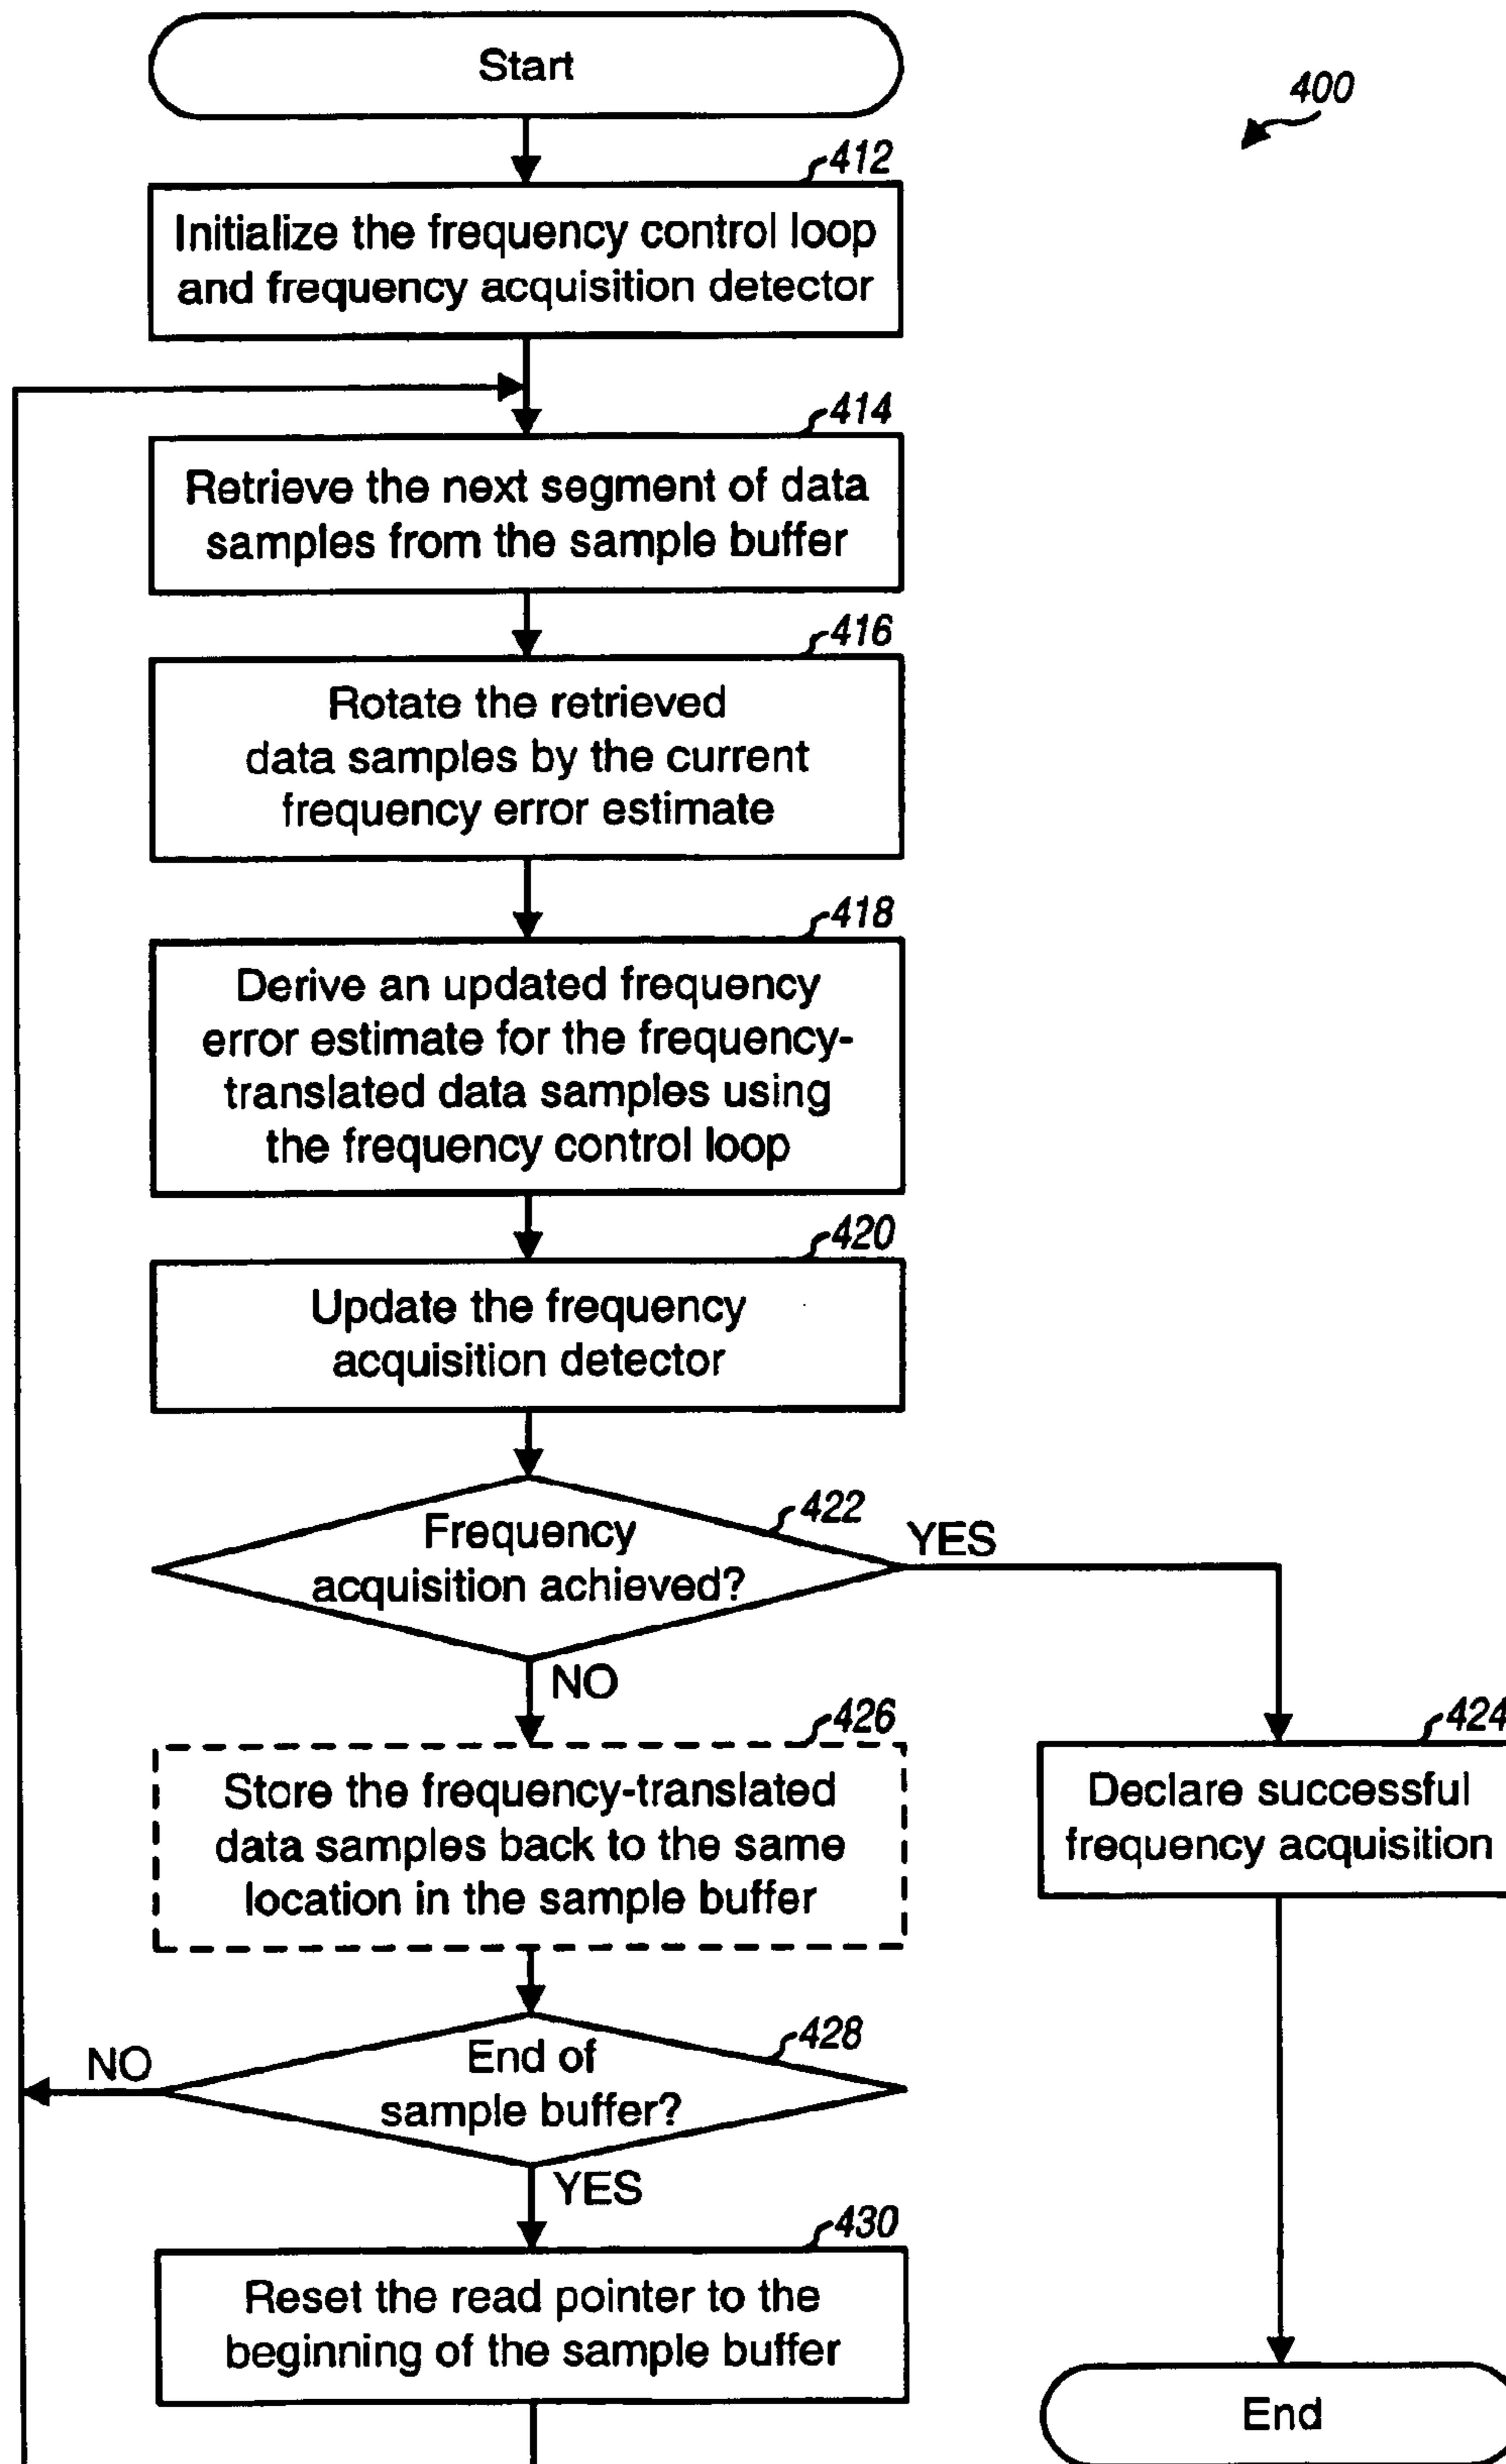 Start
400
412
Initialize the frequency control loop
and frequency acquisition detector
414
Retrieve the next segment of data
samples from the sample buffer
416
Rotate the retrieved
data samples by the current
frequency error estimate
418
Derive an updated frequency
error estimate for the frequency-
translated data samples using
the frequency control loop
420
Update the frequency
acquisition detector
422
Frequency
acquisition achieved?
YES
NO
426
Store the frequency-translated
data samples back to the same
location in the sample buffer
424
Declare successful
frequency acquisition
428
End of
sample buffer?
NO
YES
430
Reset the read pointer to the
beginning of the sample buffer
End